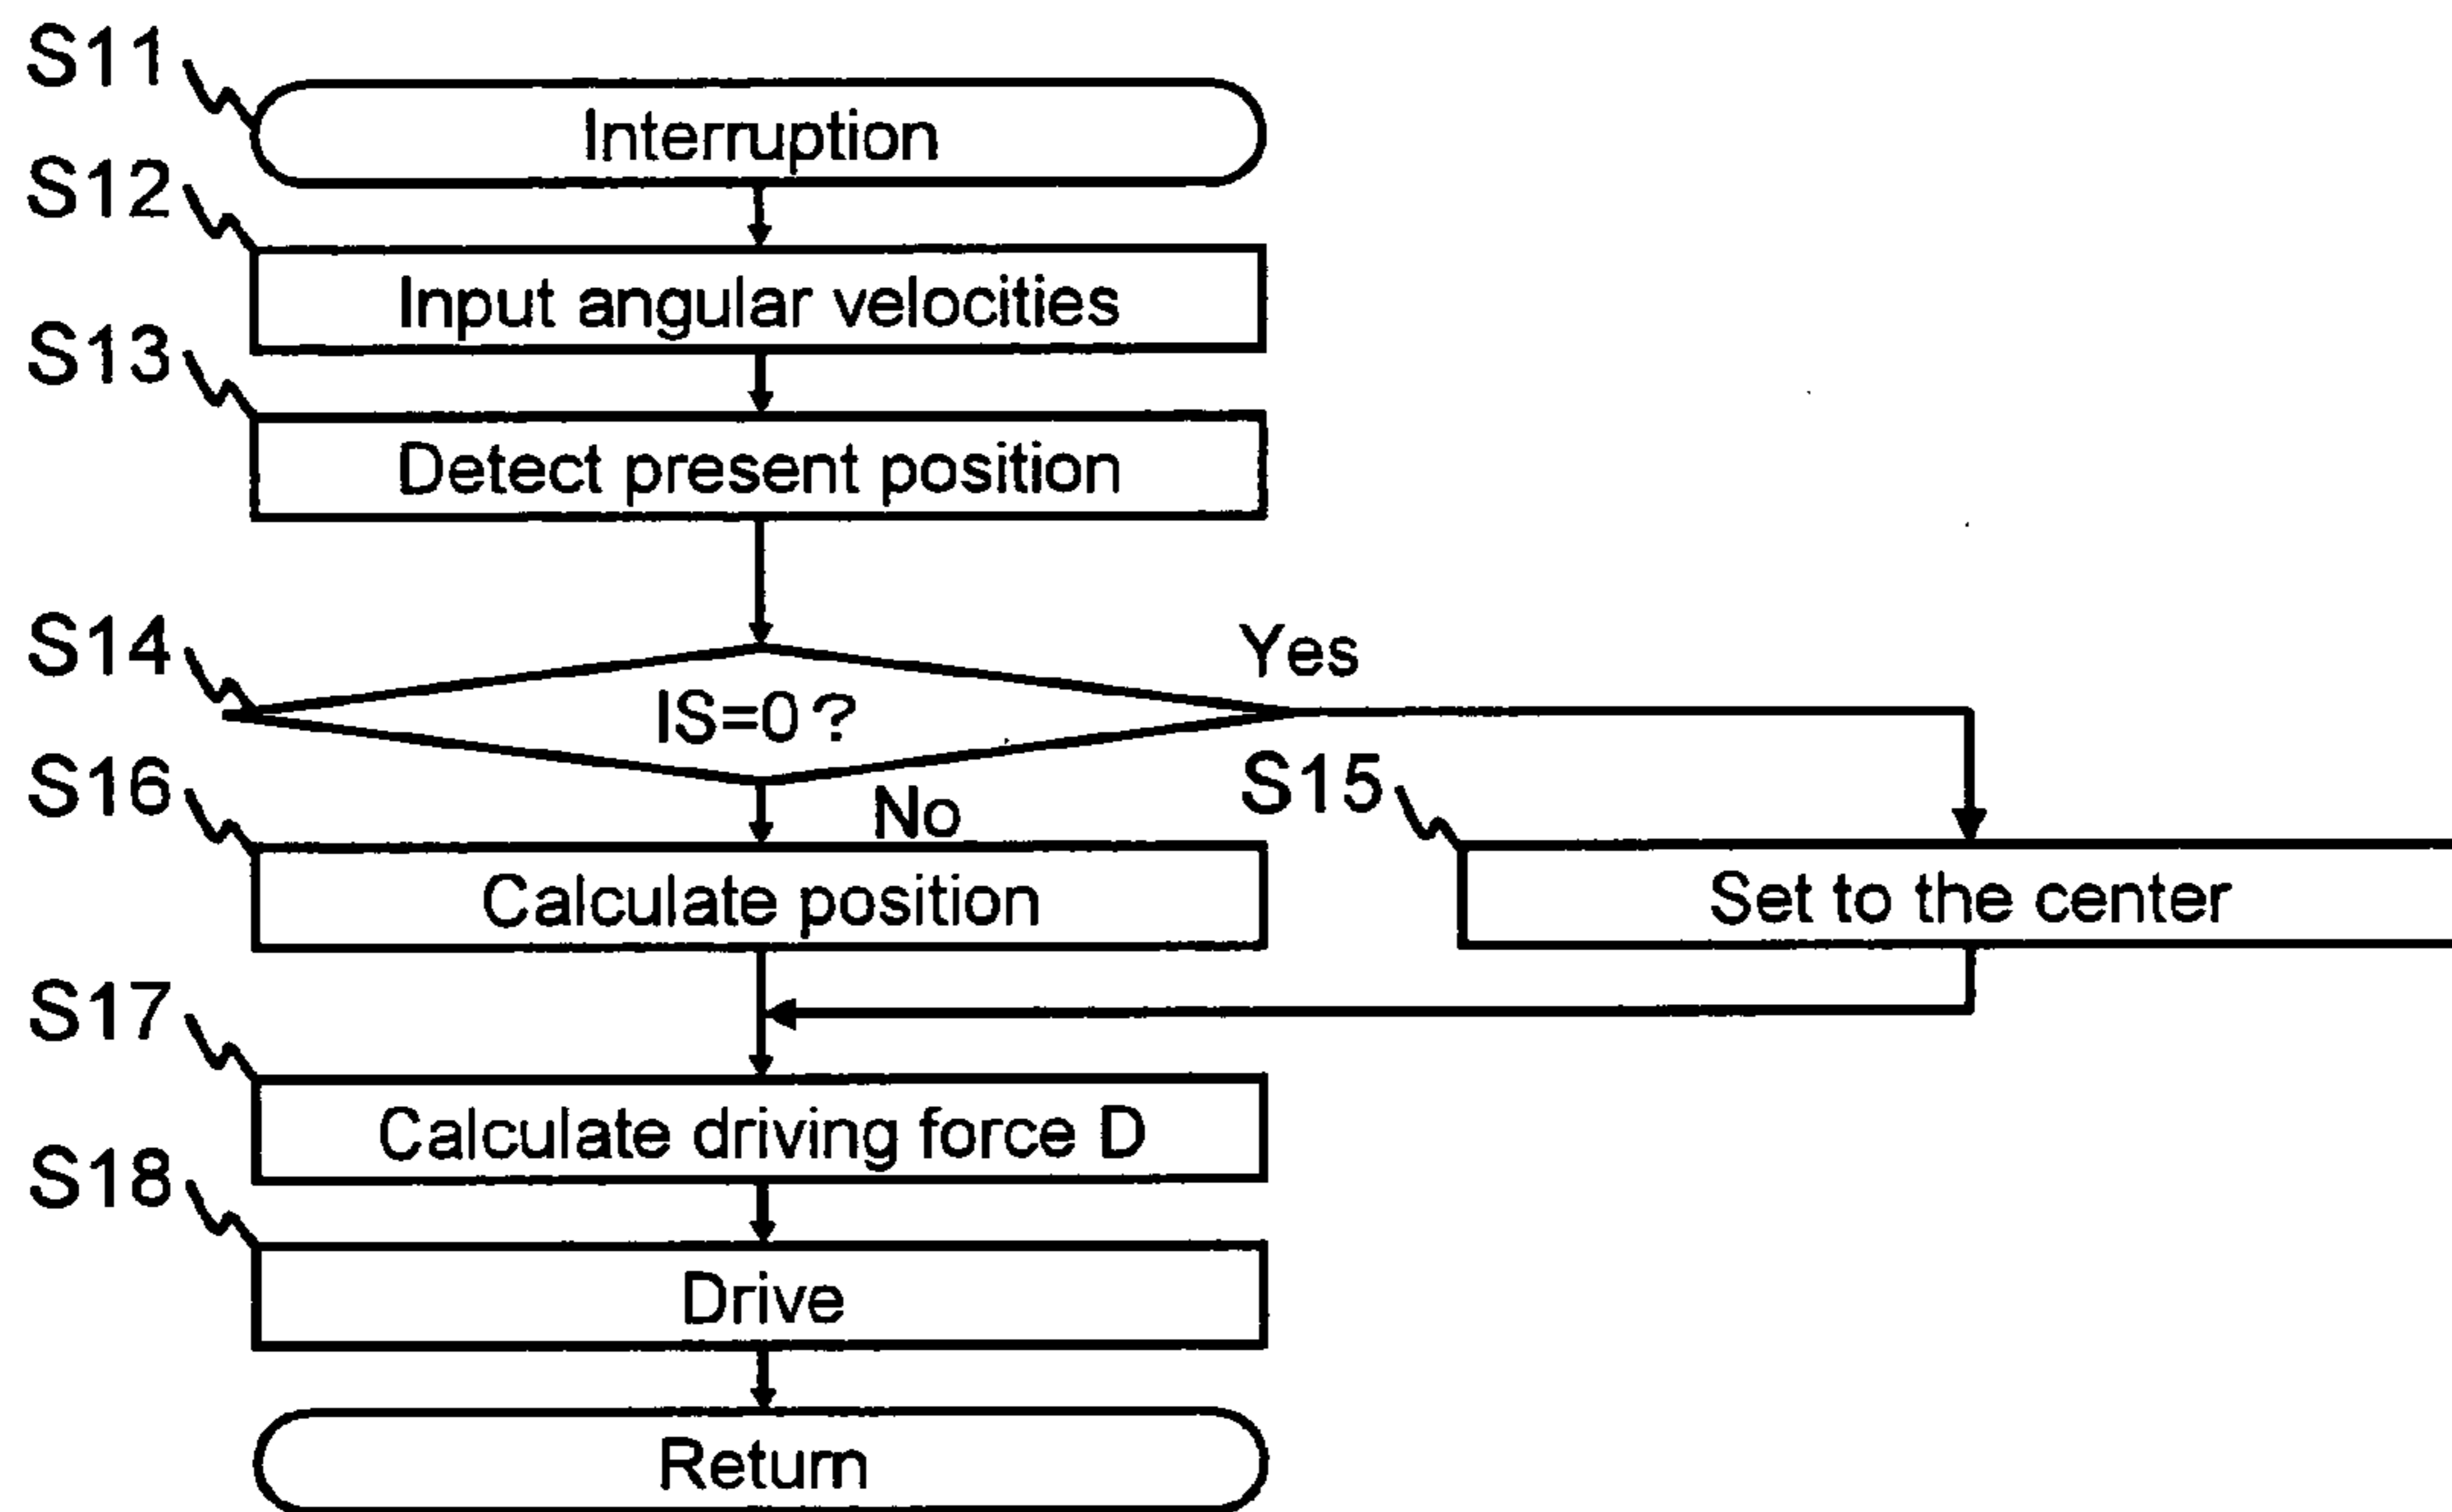 S11
Interruption
S12
Input angular velocities
S13
Detect present position
S14
IS=0?
Yes
No
S16
Calculate position
S15
Set to the center
S17
Calculate driving force D
S18
Drive
Return